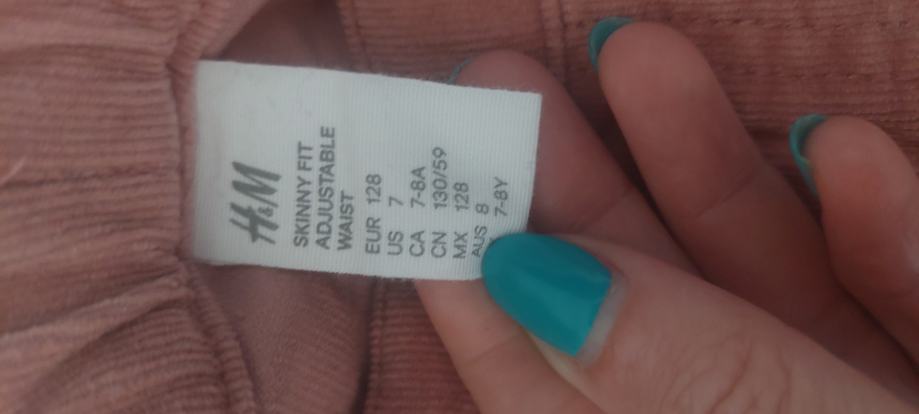 H&M
SKINNY FIT
ADJUSTABLE
WAIST
EUR 128
US 7
CA 7-8A
CN 130/59
MX 128
AUS 8
7-8Y